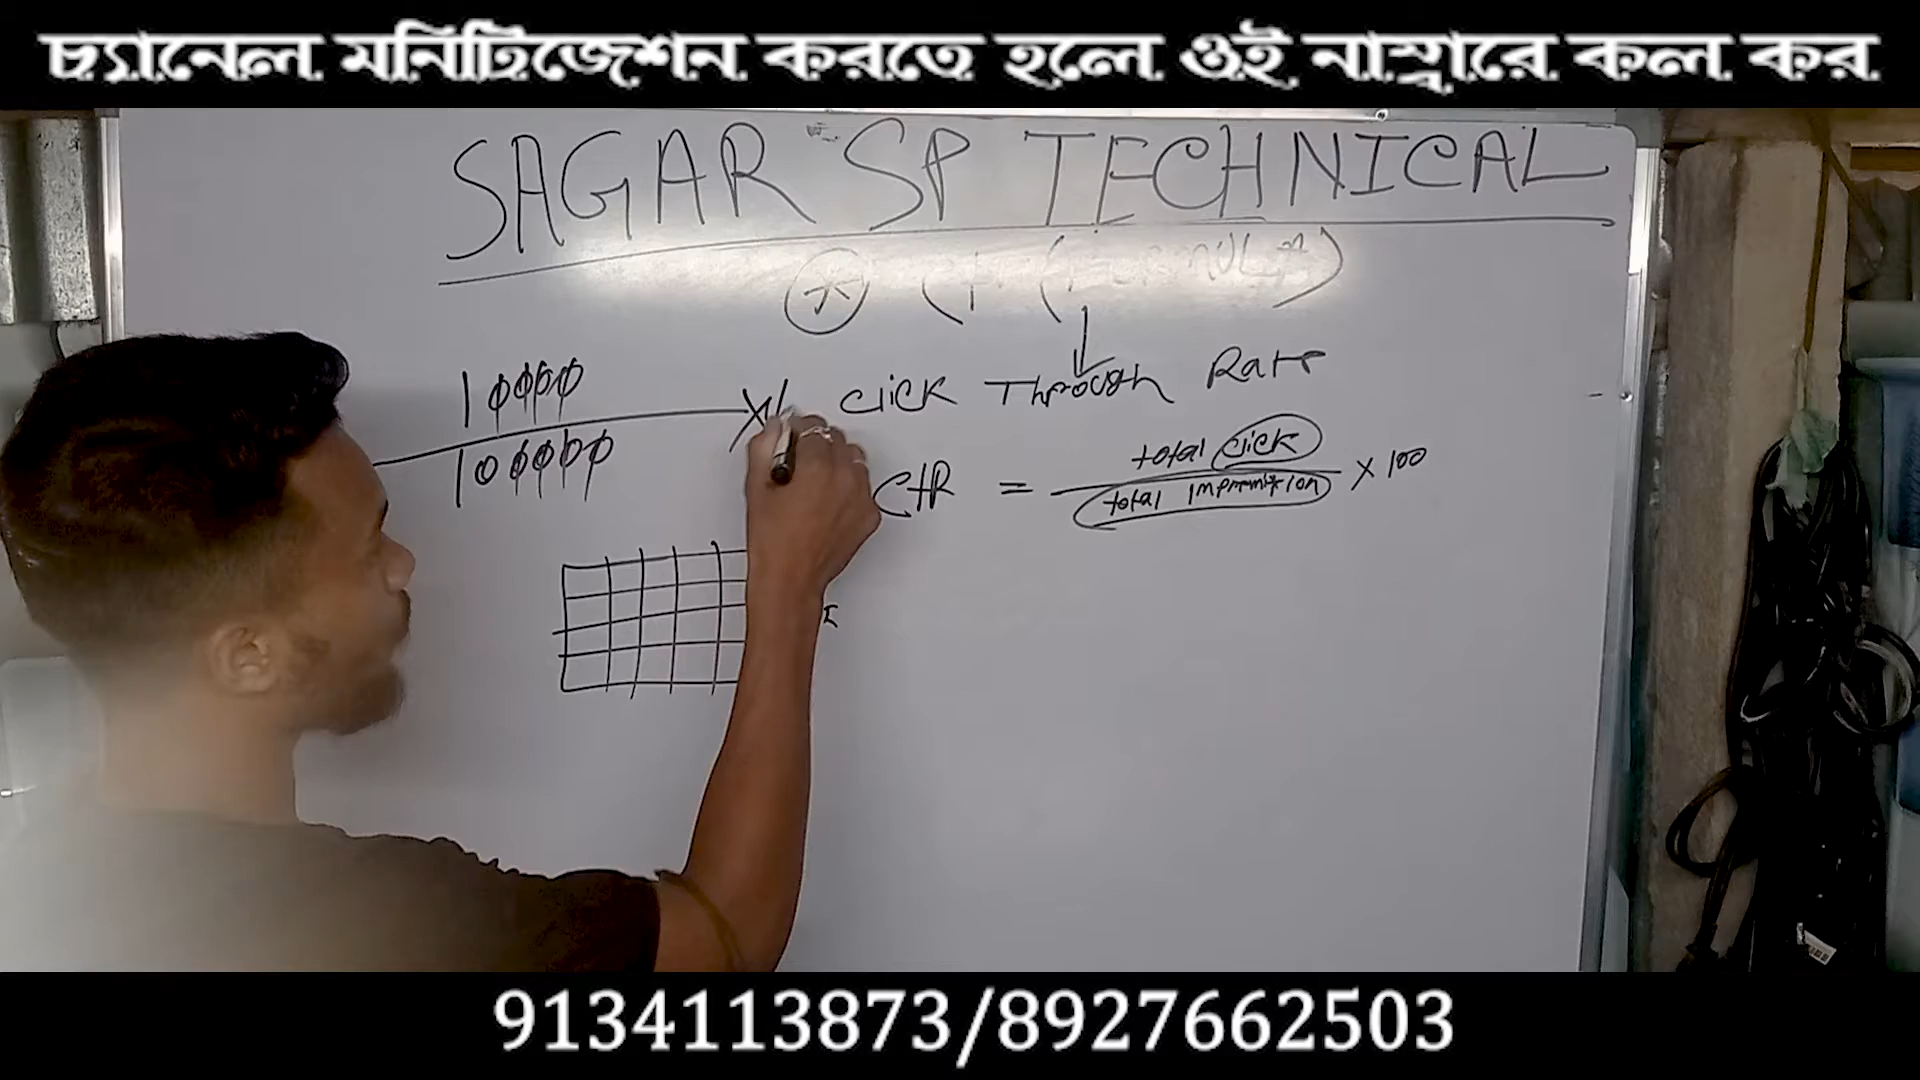 চ্যানেল মনিটিজেশন করতে হলে ওই নাম্বারে কল কর
SAGAR SP TECHNICAL
Click Through Rate
10000
100000
X1
CTR = total click
total impression × 100
9134113873/8927662503